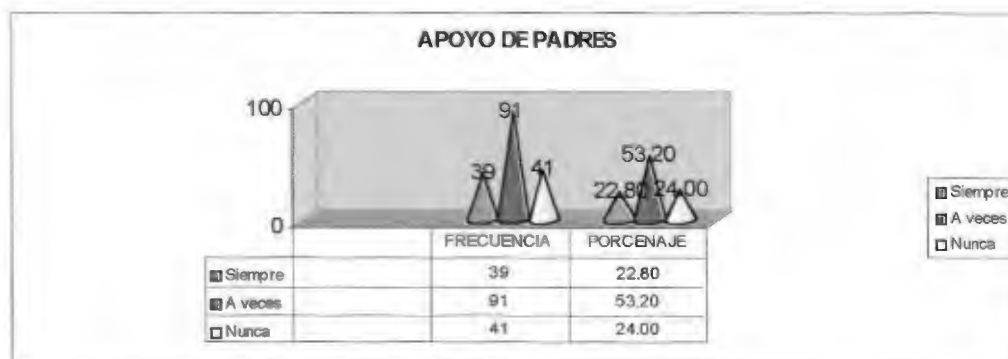 APOYO DE PADRES
100
0
39
91
41
22.80
53,20
24.00
FRECUENCIA PORCENAJE
Siempre 39 22.80
A veces 91 53,20
Nunca 41 24.00
Siempre
A veces
Nunca